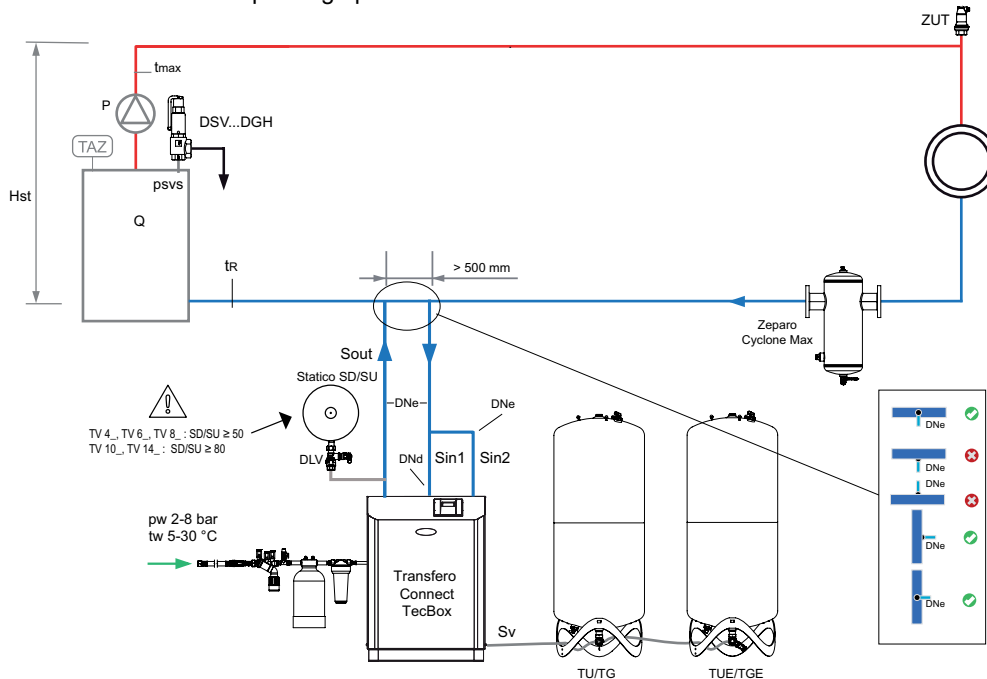 ZUT
tmax
P
DSV...DGH
TAZ
psvs
Hst
Q
tR
> 500 mm
Zeparo
Cyclone Max
Sout
Statico SD/SU
DNe
DNe
TV 4_, TV 6_, TV 8_ : SD/SU ≥ 50
TV 10_, TV 14_ : SD/SU ≥ 80
DLV
DNd
Sin1
Sin2
pw 2-8 bar
tw 5-30 °C
Transfero
Connect
TecBox
Sv
TU/TG
TUE/TGE
DNe
DNe
DNe
DNe
DNe